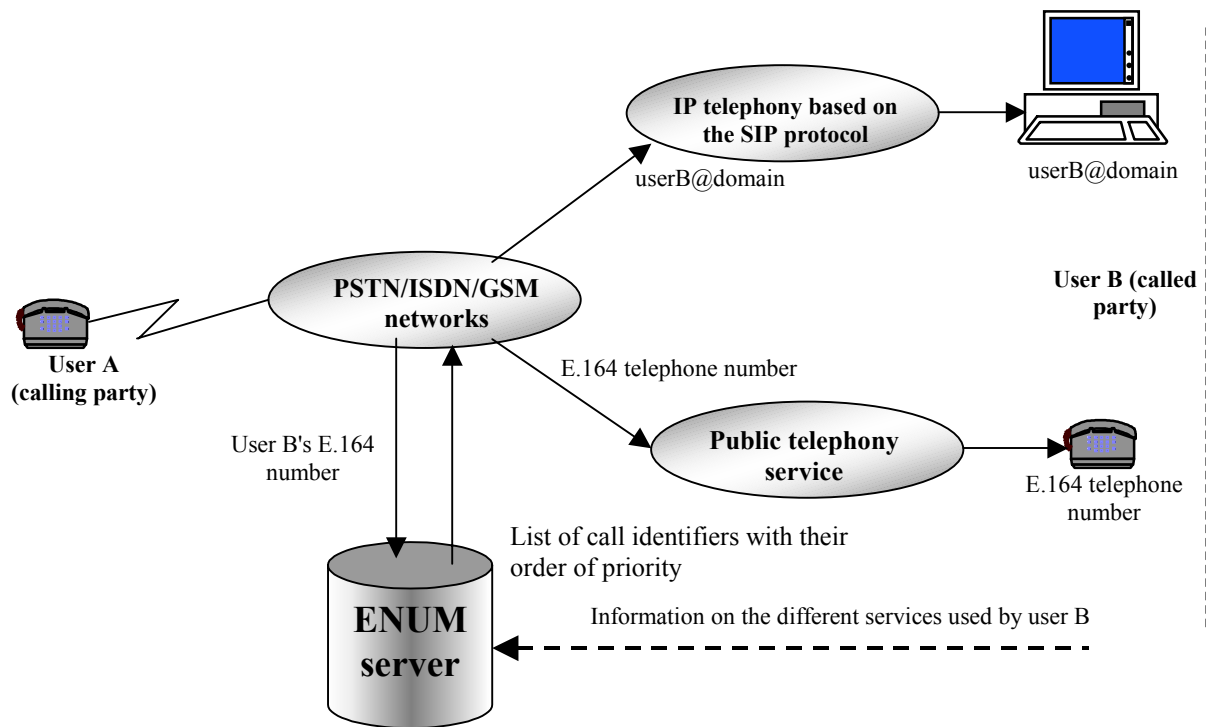 IP telephony based on
the SIP protocol
userB@domain
userB@domain
PSTN/ISDN/GSM
networks
User B (called
party)
User A
(calling party)
E.164 telephone number
User B's E.164
number
Public telephony
service
E.164 telephone
number
List of call identifiers with their
order of priority
ENUM
server
Information on the different services used by user B